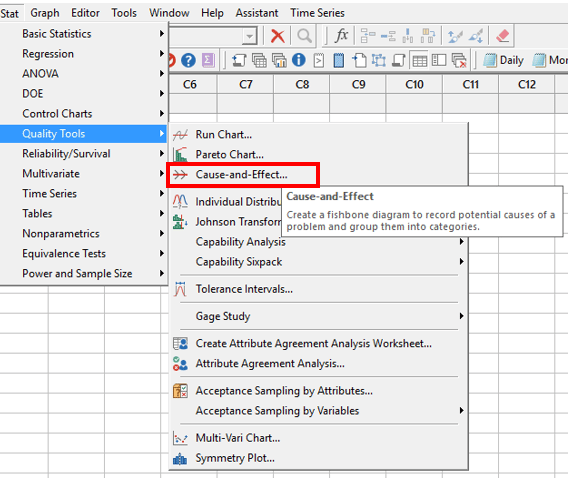 Stat Graph Editor Tools Window Help Assistant Time Series
Basic Statistics
Regression
ANOVA
DOE
Control Charts
Quality Tools
Reliability/Survival
Multivariate
Time Series
Tables
Nonparametrics
Equivalence Tests
Power and Sample Size
fx
Daily
C6 C7 C8 C9 C10 C11 C12
Run Chart...
Pareto Chart...
Cause-and-Effect...
Individual
Johnson
Capability Analysis
Capability Sixpack
Tolerance Intervals...
Gage Study
Create Attribute Agreement Analysis Worksheet...
Attribute Agreement Analysis...
Acceptance Sampling by Attributes...
Acceptance Sampling by Variables
Multi-Vari Chart...
Symmetry Plot...
Cause-and-Effect
Create a fishbone diagram to record potential causes of a
problem and group them into categories.